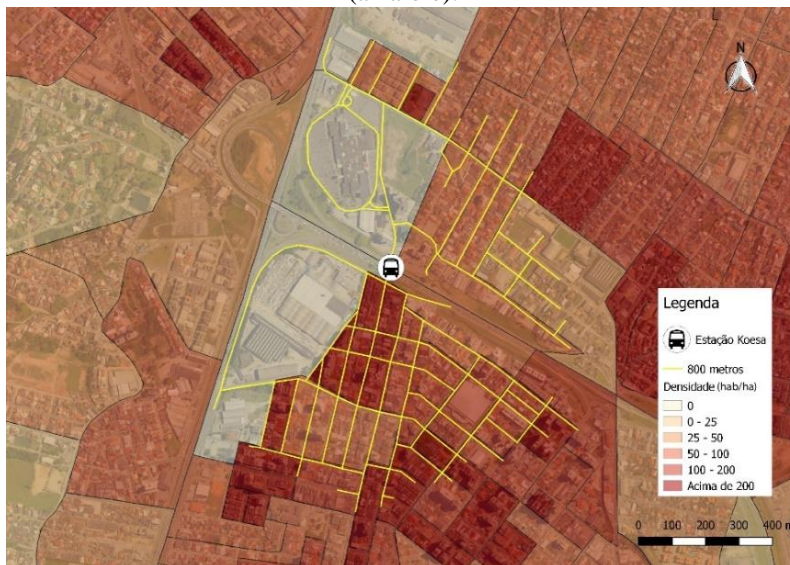 (amarelo).
N
Legenda
Estação Koesa
800 metros
Densidade (hab/ha)
0
0 - 25
25 - 50
50 - 100
100 - 200
Acima de 200
0 100 200 300 400 m